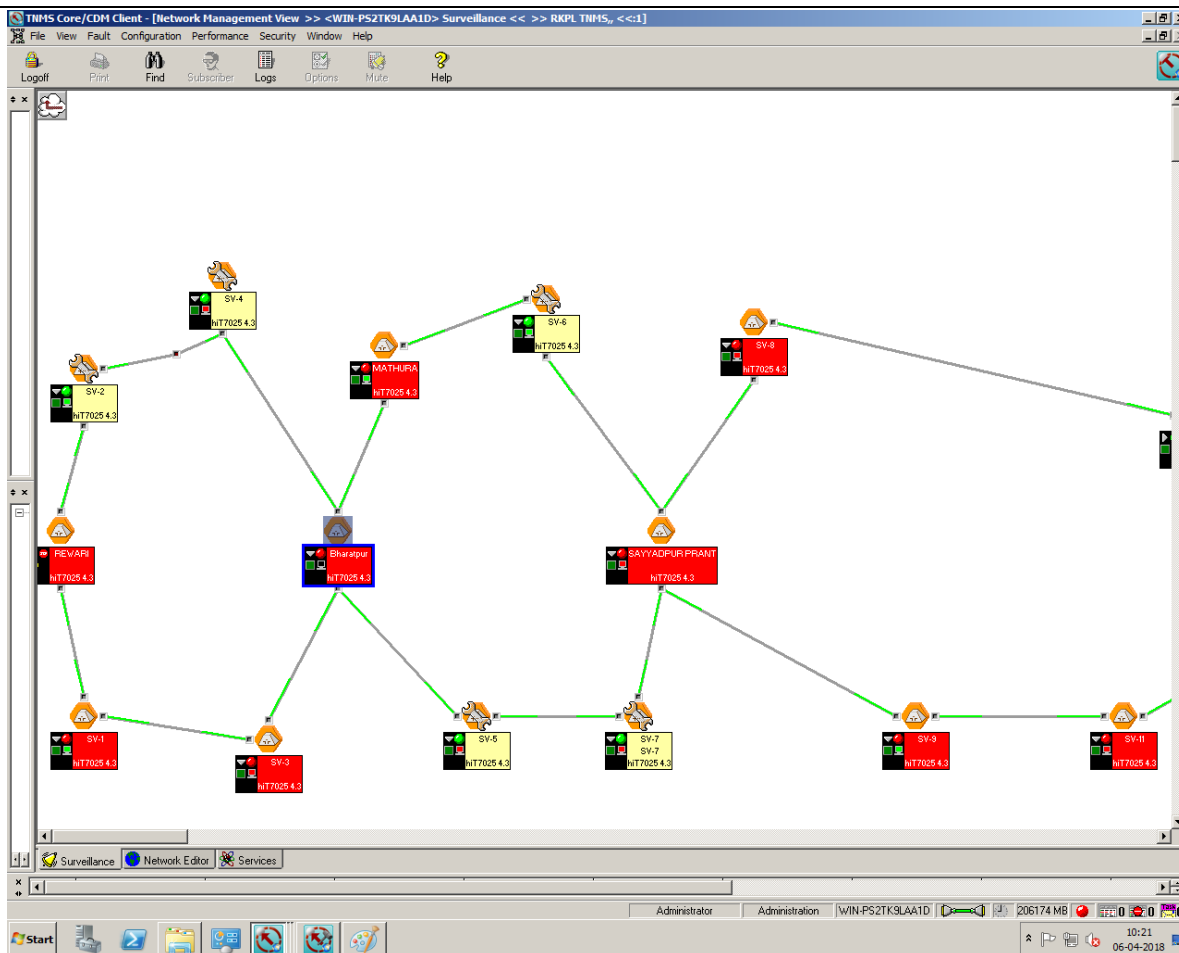 TNMS Core/CDM Client - [Network Management View >> <WIN-PS2TK9LAA1D> Surveillance << >> RKPL TNMS,, <<:1]
File View Fault Configuration Performance Security Window Help
Logoff Print Find Subscriber Logs Options Mute Help
SV-4
hiT7025 4.3
SV-6
hiT7025 4.3
SV-8
hiT7025 4.3
MATHURA
hiT7025 4.3
SV-2
hiT7025 4.3
REWARI
hiT7025 4.3
Bharatpur
hiT7025 4.3
SAYYADPUR PRANT
hiT7025 4.3
SV-1
hiT7025 4.3
SV-3
hiT7025 4.3
SV-5
hiT7025 4.3
SV-7
SV-7
hiT7025 4.3
SV-9
hiT7025 4.3
SV-11
hiT7025 4.3
Surveillance Network Editor Services
Administrator Administration WIN-PS2TK9LAA1D 206174 MB 0 0
Start
10:21
06-04-2018